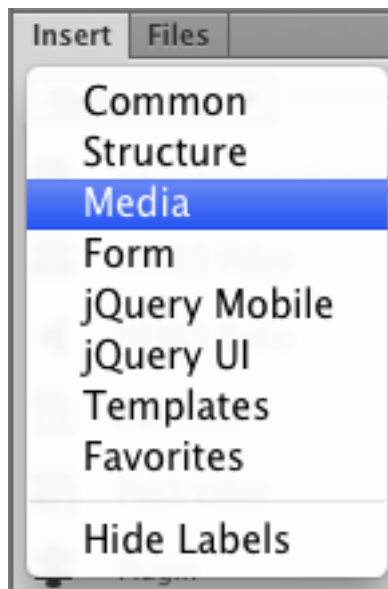 Insert Files
Common
Structure
Media
Form
jQuery Mobile
jQuery UI
Templates
Favorites
Hide Labels